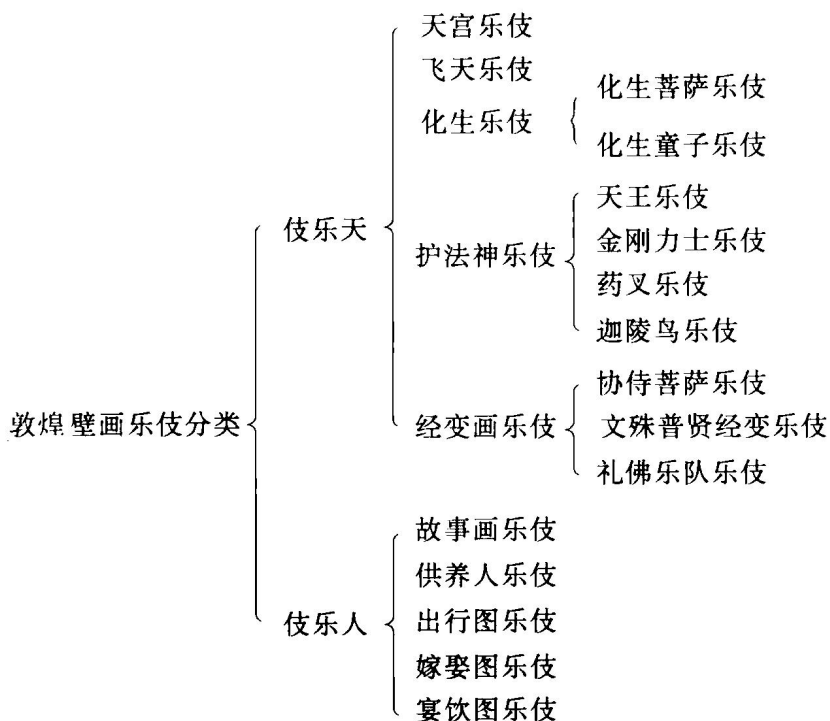 天宫乐伎
飞天乐伎
化生乐伎
化生菩萨乐伎
化生童子乐伎
伎乐天
护法神乐伎
天王乐伎
金刚力士乐伎
药叉乐伎
迦陵鸟乐伎
敦煌壁画乐伎分类
经变画乐伎
协侍菩萨乐伎
文殊普贤经变乐伎
礼佛乐队乐伎
伎乐人
故事画乐伎
供养人乐伎
出行图乐伎
嫁娶图乐伎
宴饮图乐伎